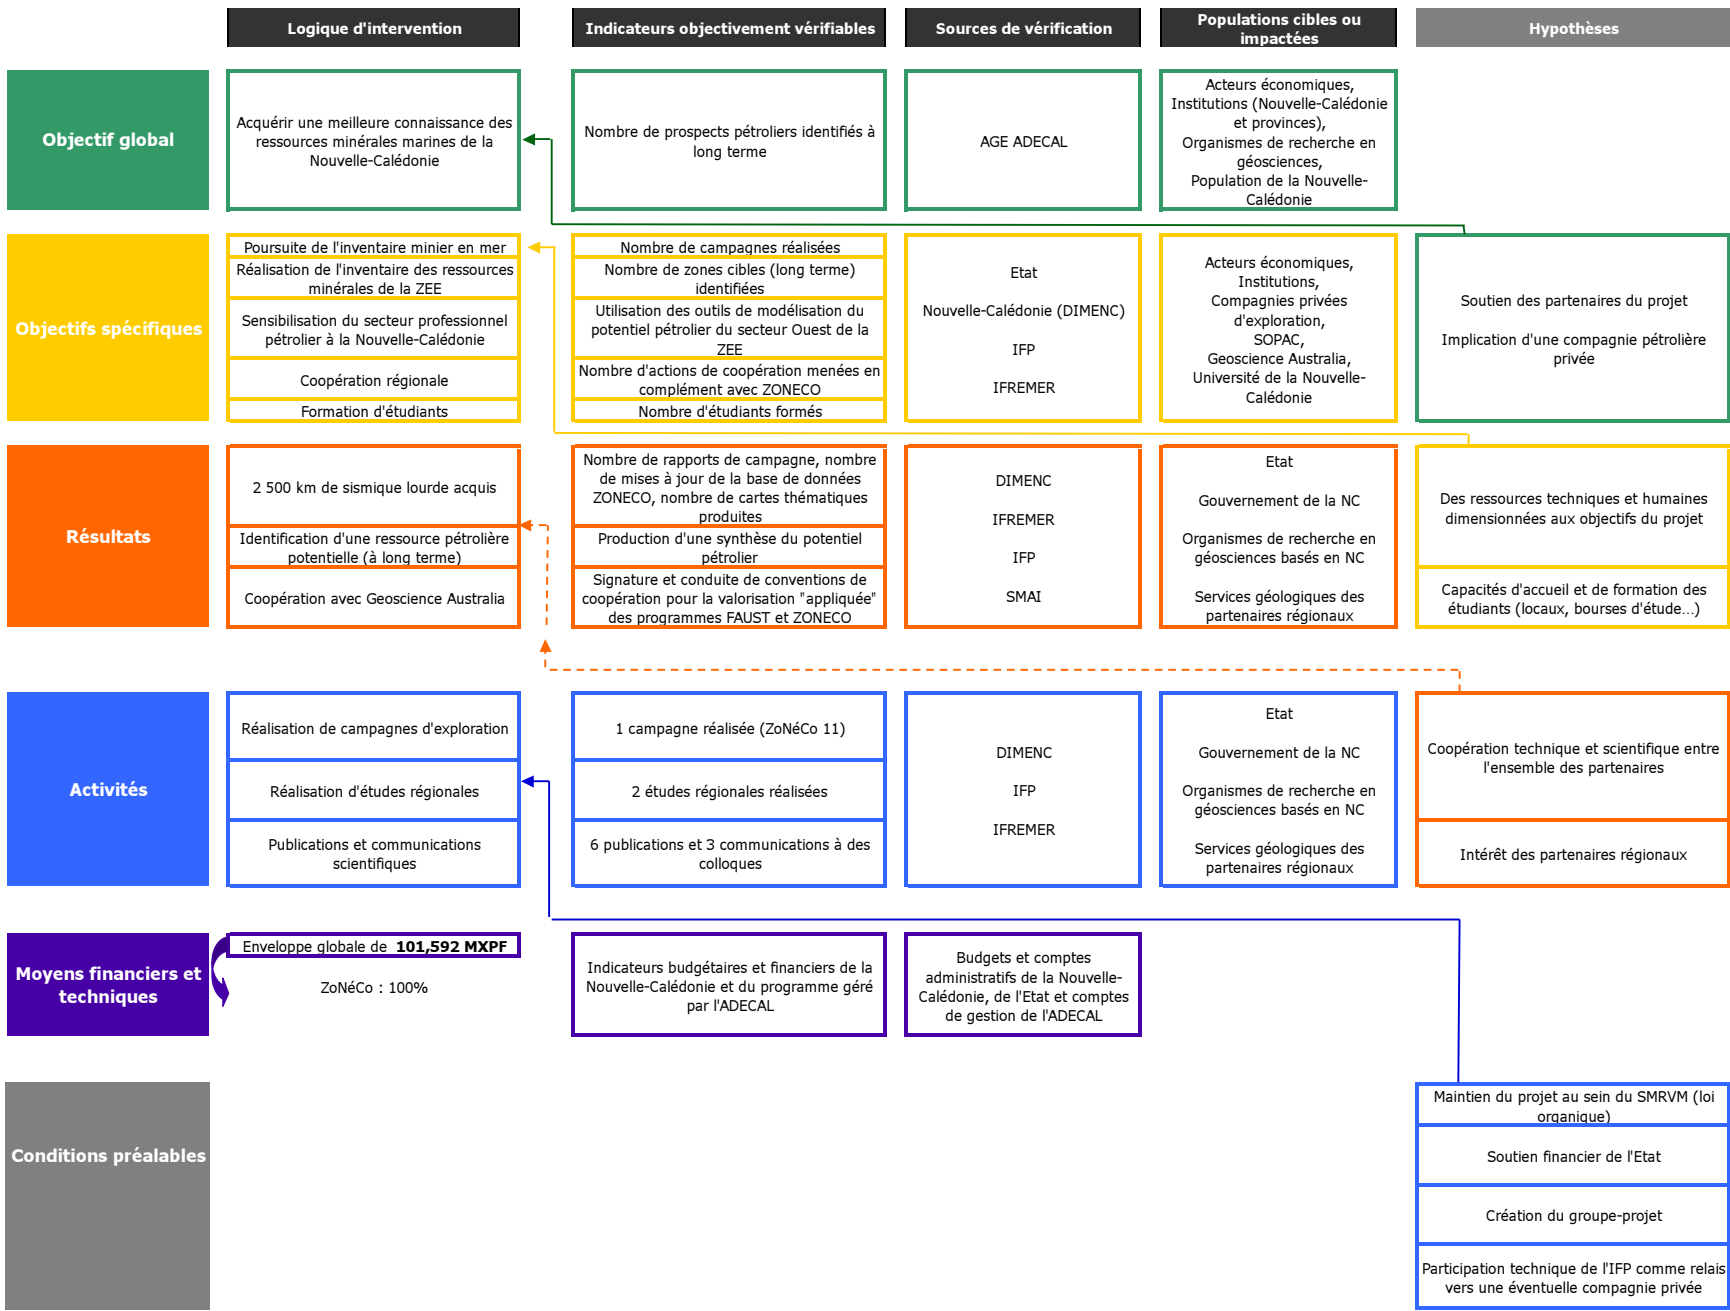 Logique d'intervention
Indicateurs objectivement vérifiables
Sources de vérification
Populations cibles ou
impactées
Hypothèses
Objectif global
Acquérir une meilleure connaissance des
ressources minérales marines de la
Nouvelle-Calédonie
Nombre de prospects pétroliers identifiés à
long terme
AGE ADECAL
Acteurs économiques,
Institutions (Nouvelle-Calédonie
et provinces),
Organismes de recherche en
géosciences,
Population de la Nouvelle-
Calédonie
Objectifs spécifiques
Poursuite de l'inventaire minier en mer
Réalisation de l'inventaire des ressources
minérales de la ZEE
Sensibilisation du secteur professionnel
pétrolier à la Nouvelle-Calédonie
Coopération régionale
Formation d'étudiants
Nombre de campagnes réalisées
Nombre de zones cibles (long terme)
identifiées
Utilisation des outils de modélisation du
potentiel pétrolier du secteur Ouest de la
ZEE
Nombre d'actions de coopération menées en
complément avec ZONECO
Nombre d'étudiants formés
Etat
Nouvelle-Calédonie (DIMENC)
IFP
IFREMER
Acteurs économiques,
Institutions,
Compagnies privées
d'exploration,
SOPAC,
Geoscience Australia,
Université de la Nouvelle-
Calédonie
Soutien des partenaires du projet
Implication d'une compagnie pétrolière
privée
Résultats
2 500 km de sismique lourde acquis
Identification d'une ressource pétrolière
potentielle (à long terme)
Coopération avec Geoscience Australia
Nombre de rapports de campagne, nombre
de mises à jour de la base de données
ZONECO, nombre de cartes thématiques
produites
Production d'une synthèse du potentiel
pétrolier
Signature et conduite de conventions de
coopération pour la valorisation "appliquée"
des programmes FAUST et ZONECO
DIMENC
IFREMER
IFP
SMAI
Etat
Gouvernement de la NC
Organismes de recherche en
géosciences basés en NC
Services géologiques des
partenaires régionaux
Des ressources techniques et humaines
dimensionnées aux objectifs du projet
Capacités d'accueil et de formation des
étudiants (locaux, bourses d'étude...)
Activités
Réalisation de campagnes d'exploration
Réalisation d'études régionales
Publications et communications
scientifiques
1 campagne réalisée (ZoNéCo 11)
2 études régionales réalisées
6 publications et 3 communications à des
colloques
DIMENC
IFP
IFREMER
Etat
Gouvernement de la NC
Organismes de recherche en
géosciences basés en NC
Services géologiques des
partenaires régionaux
Coopération technique et scientifique entre
l'ensemble des partenaires
Intérêt des partenaires régionaux
Moyens financiers et
techniques
Enveloppe globale de 101,592 MXPF
ZoNéCo : 100%
Indicateurs budgétaires et financiers de la
Nouvelle-Calédonie et du programme géré
par l'ADECAL
Budgets et comptes
administratifs de la Nouvelle-
Calédonie, de l'Etat et comptes
de gestion de l'ADECAL
Conditions préalables
Maintien du projet au sein du SMRVM (loi
organique)
Soutien financier de l'Etat
Création du groupe-projet
Participation technique de l'IFP comme relais
vers une éventuelle compagnie privée